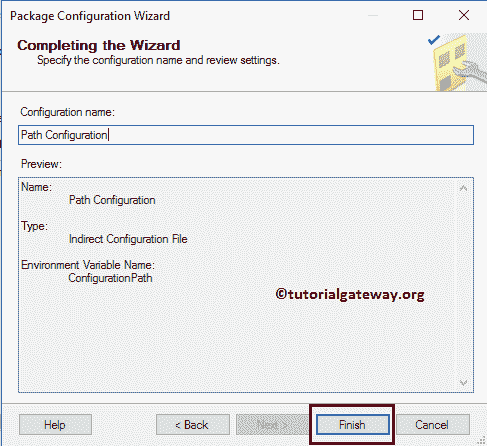 Package Configuration Wizard
Completing the Wizard
Specify the configuration name and review settings.
Configuration name:
Path Configuration
Preview:
Name:
Path Configuration
Type:
Indirect Configuration File
Environment Variable Name:
ConfigurationPath
©tutorialgateway.org
Help
< Back
Next >
Finish
Cancel